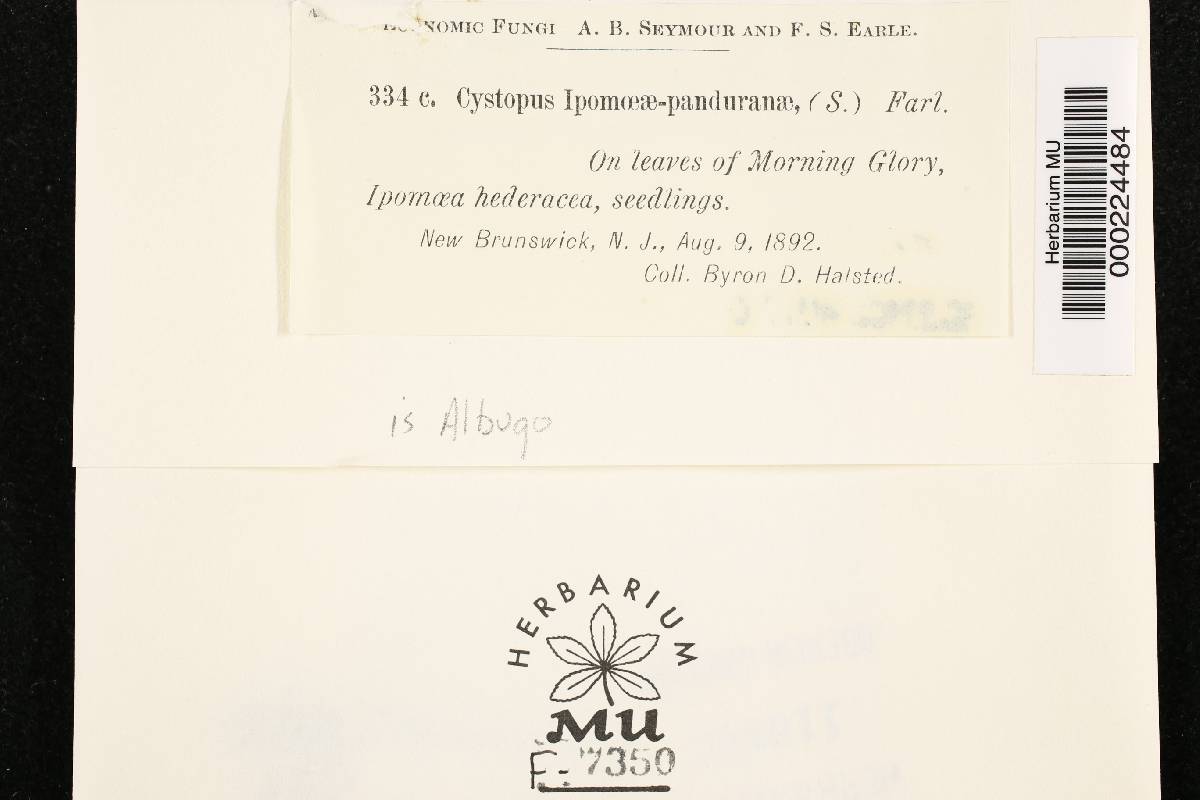 NOMIC FUNGI A. B. SEYMOUR AND F. S. EARLE.
334 c. Cystopus Ipomœæ-panduranæ, (S.) Farl.
On leaves of Morning Glory,
Ipomœa hederacea, seedlings.
New Brunswick, N. J., Aug. 9, 1892.
Coll. Byron D. Halsted.
Herbarium MU
000224484
is Albugo
HERBARIUM
MU
F- 7350